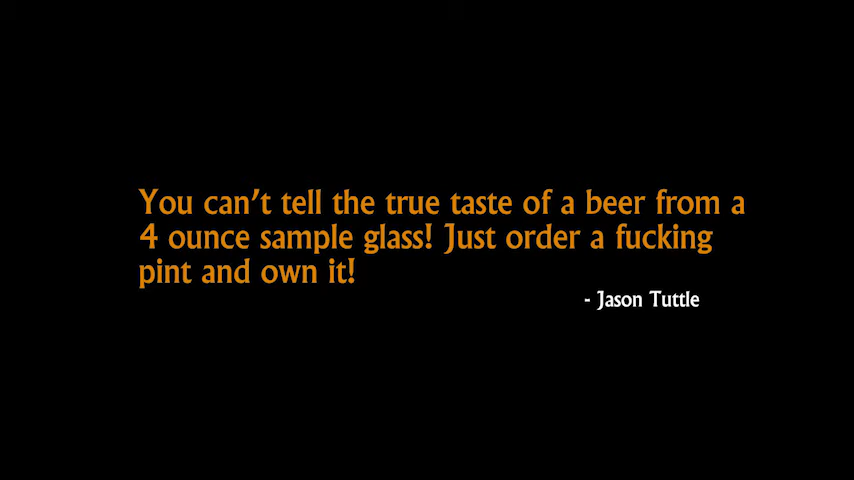 You can't tell the true taste of a beer from a
4 ounce sample glass! Just order a fucking
pint and own it!
- Jason Tuttle